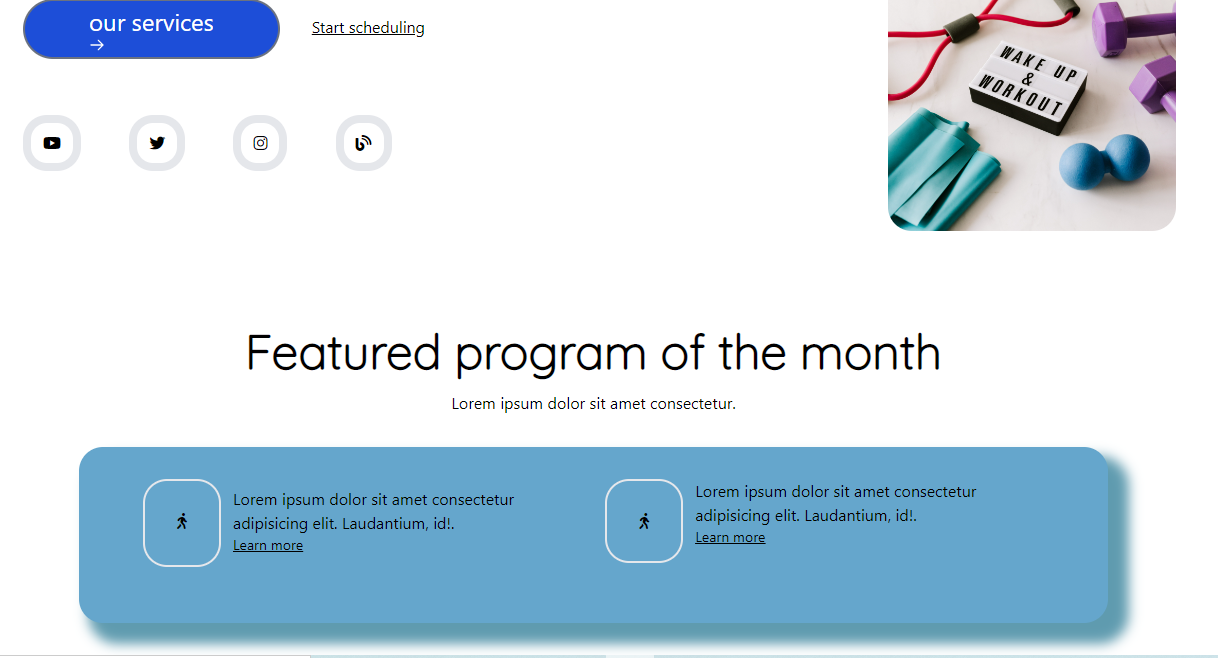 our services
→
Start scheduling
WAKE UP
&
WORKOUT
Featured program of the month
Lorem ipsum dolor sit amet consectetur.
Lorem ipsum dolor sit amet consectetur
adipisicing elit. Laudantium, id!.
Learn more
Lorem ipsum dolor sit amet consectetur
adipisicing elit. Laudantium, id!.
Learn more